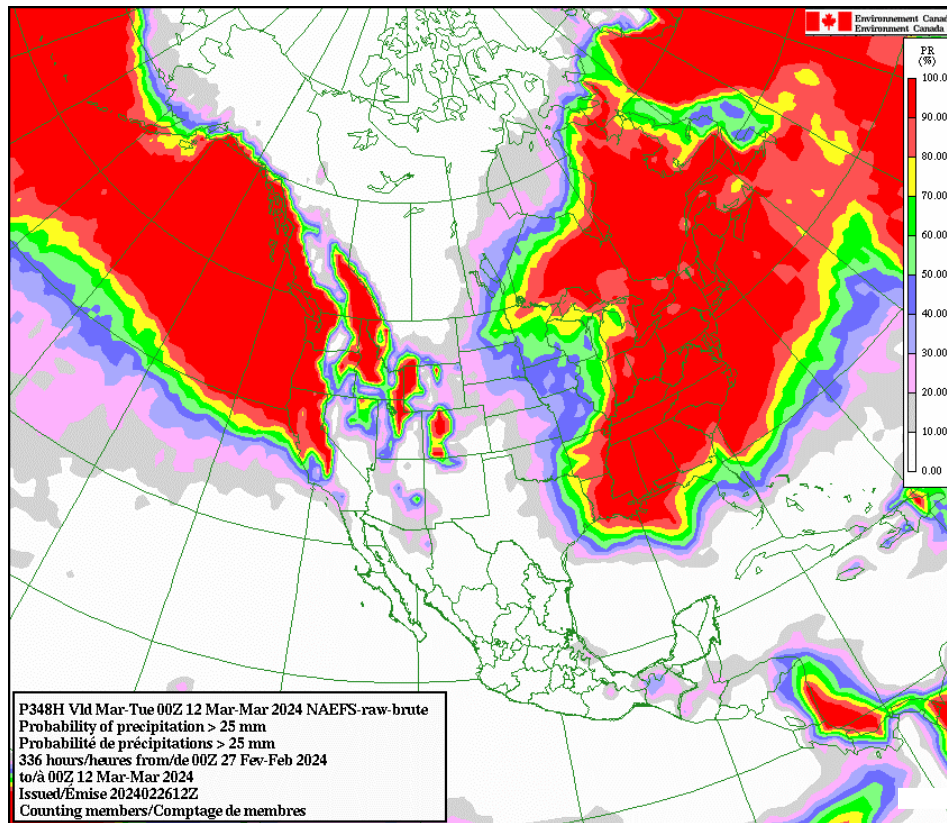 Environnement Canad
Environment Canada
PR
(%)
100.0
90.00
80.00
70.00
60.00
50.00
40.00
30.00
20.00
10.00
0.00
P348H Vld Mar-Tue 00Z 12 Mar-Mar 2024 NAEFS-raw-brute
Probability of precipitation > 25 mm
Probabilité de précipitations > 25 mm
336 hours/heures from/de 00Z 27 Fev-Feb 2024
to/à 00Z 12 Mar-Mar 2024
Issued/Émise 2024022612Z
Counting members/Comptage de membres